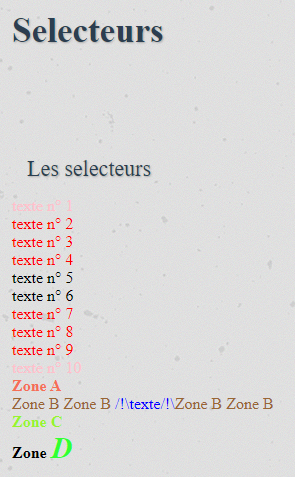 Selecteurs
Les selecteurs
texte n° 1
texte n° 2
texte n° 3
texte n° 4
texte n° 5
texte n° 6
texte n° 7
texte n° 8
texte n° 9
texte n° 10
Zone A
Zone B Zone B /!\texte/!\Zone B Zone B
Zone C
Zone D